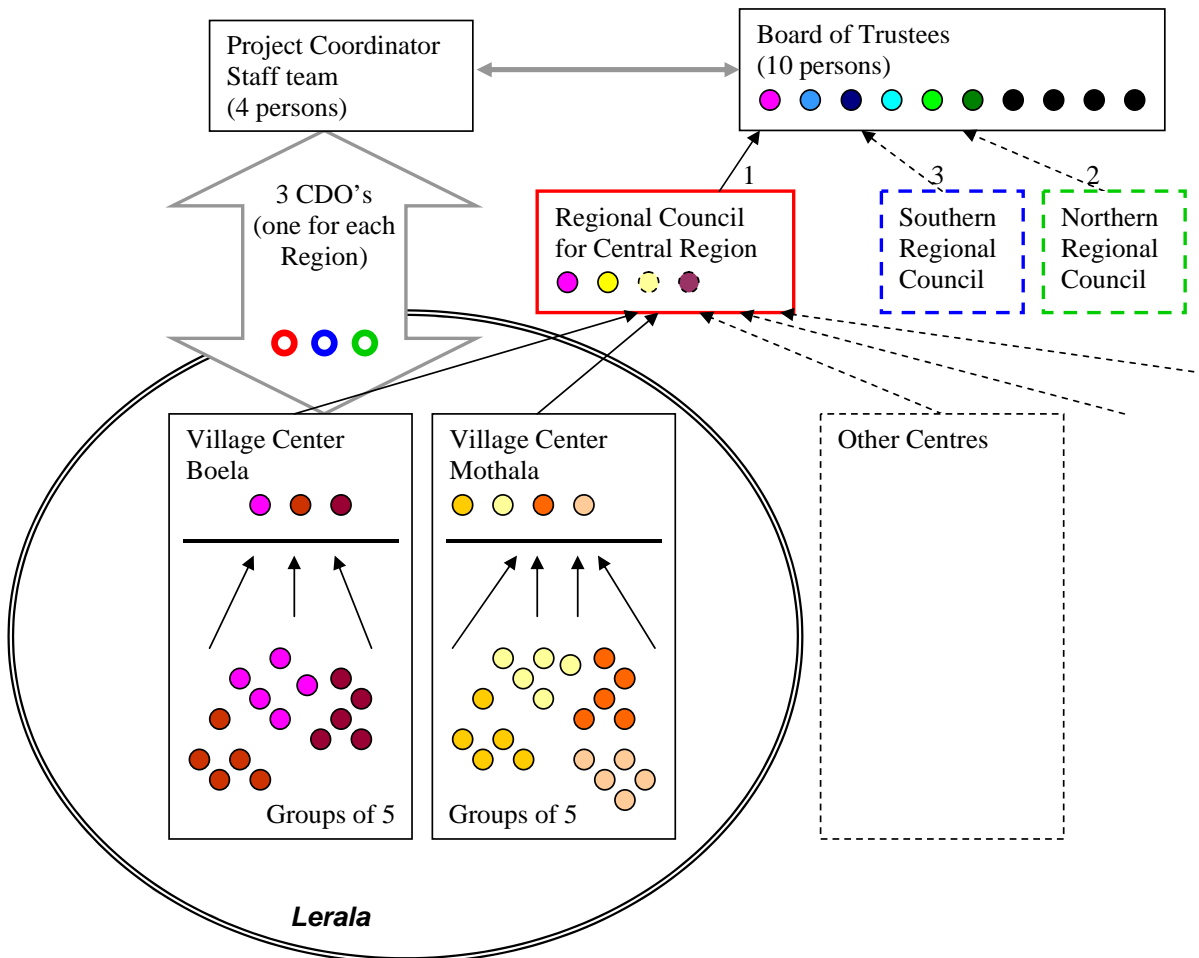 Project Coordinator
Staff team
(4 persons)
Board of Trustees
(10 persons)
3 CDO's
(one for each
Region)
1
3
2
Regional Council
for Central Region
Southern
Regional
Council
Northern
Regional
Council
Village Center
Boela
Village Center
Mothala
Other Centres
Groups of 5
Groups of 5
Lerala